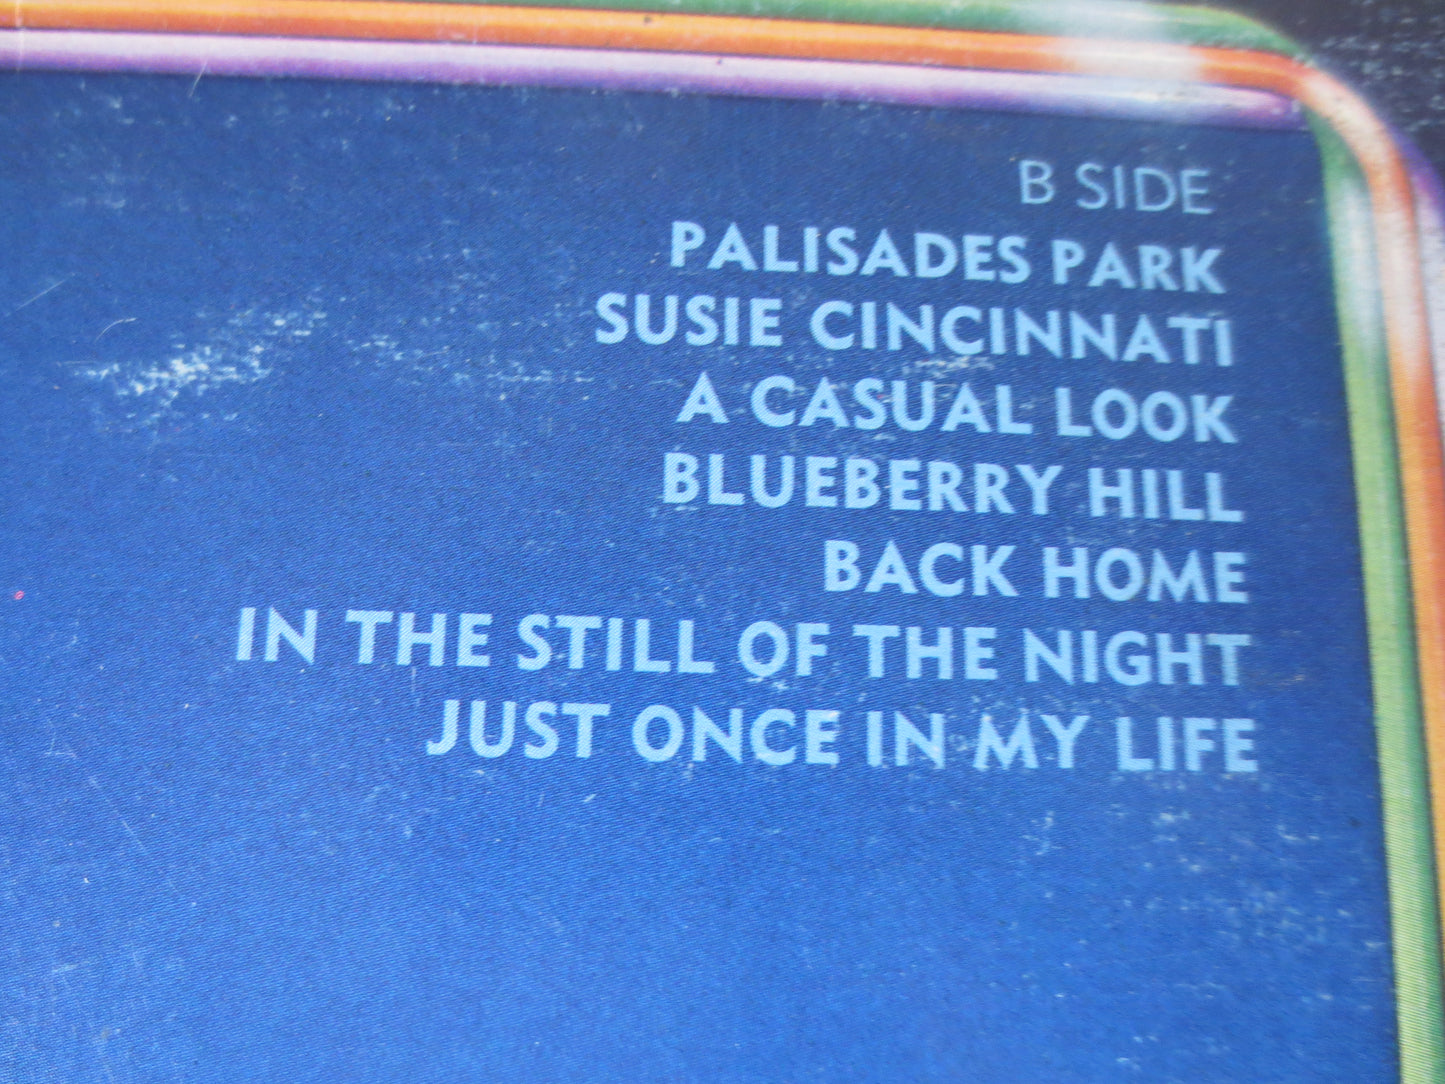 B SIDE
PALISADES PARK
SUSIE CINCINNATI
A CASUAL LOOK
BLUEBERRY HILL
BACK HOME
IN THE STILL OF THE NIGHT
JUST ONCE IN MY LIFE